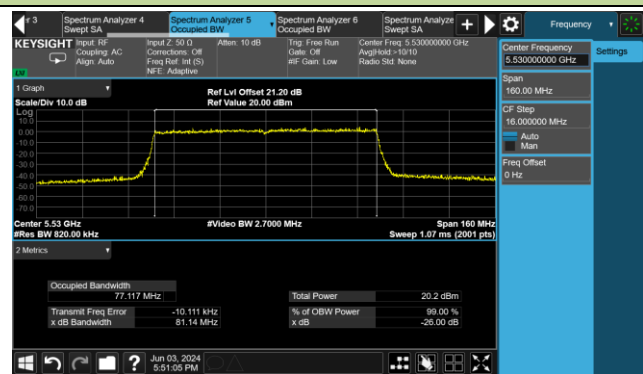 r 3
Spectrum Analyzer 4
Swept SA
Spectrum Analyzer 5
Occupied BW
Spectrum Analyzer 6
Occupied BW
Spectrum Analyze
Swept SA
Frequency
KEYSIGHT
Input: RF
Coupling: AC
Align: Auto
Input Z: 50 Ω
Corrections: Off
Freq Ref: Int (S)
NFE: Adaptive
Atten: 10 dB
Trig: Free Run
Gate: Off
#IF Gain: Low
Center Freq: 5.530000000 GHz
Avg|Hold:>10/10
Radio Std: None
Center Frequency
5.530000000 GHz
Settings
Span
160.00 MHz
CF Step
16.000000 MHz
Auto
Man
Freq Offset
0 Hz
1 Graph
Scale/Div 10.0 dB
Ref Lvl Offset 21.20 dB
Ref Value 20.00 dBm
Log
10.0
0.00
-10.0
-20.0
-30.0
-40.0
-50.0
-60.0
-70.0
Center 5.53 GHz
#Video BW 2.7000 MHz
Span 160 MHz
#Res BW 820.00 kHz
Sweep 1.07 ms (2001 pts)
2 Metrics
Occupied Bandwidth
77.117 MHz
Total Power
20.2 dBm
Transmit Freq Error
-10.111 kHz
% of OBW Power
99.00 %
x dB Bandwidth
81.14 MHz
x dB
-26.00 dB
Jun 03, 2024
5:51:05 PM